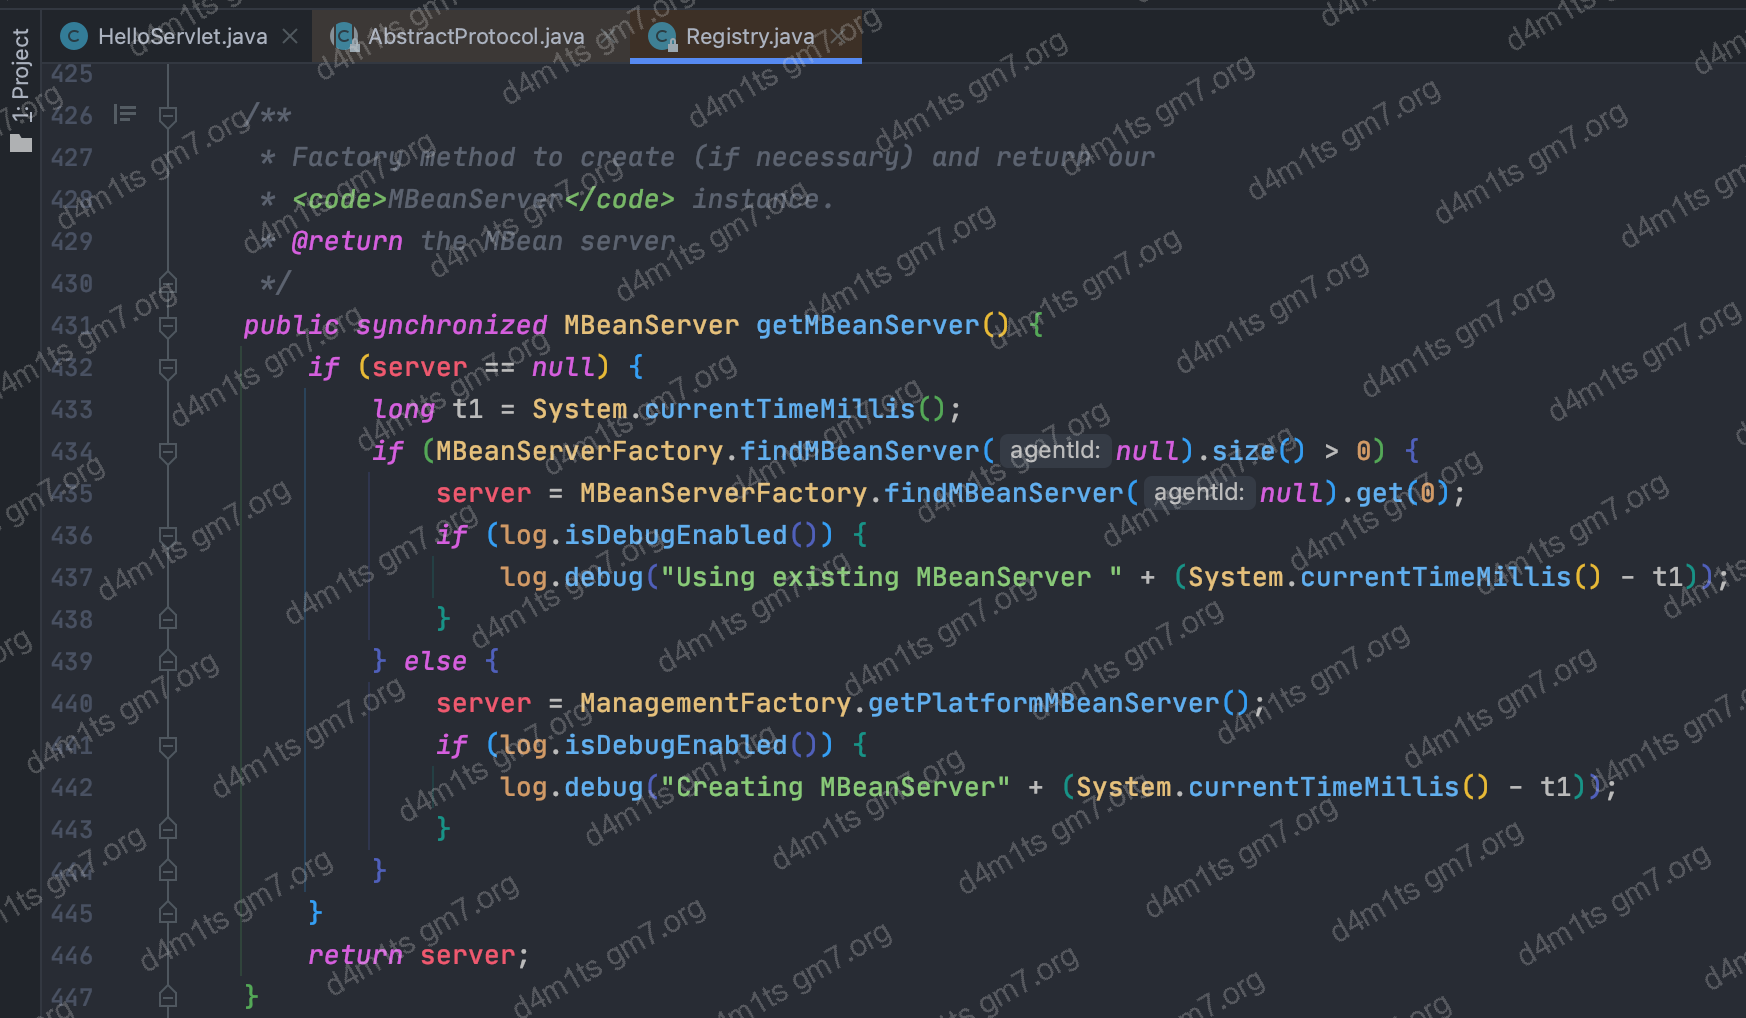 1: Project
HelloServlet.java
AbstractProtocol.java
Registry.java
425
426 /**
427 * Factory method to create (if necessary) and return our
428 * <code>MBeanServer</code> instance.
429 * @return the MBean server
430 */
431 public synchronized MBeanServer getMBeanServer() {
432 if (server == null) {
433 long t1 = System.currentTimeMillis();
434 if (MBeanServerFactory.findMBeanServer( agentId: null).size() > 0) {
435 server = MBeanServerFactory.findMBeanServer( agentId: null).get(0);
436 if (log.isDebugEnabled()) {
437 log.debug("Using existing MBeanServer " + (System.currentTimeMillis() - t1));
438 }
439 } else {
440 server = ManagementFactory.getPlatformMBeanServer();
441 if (log.isDebugEnabled()) {
442 log.debug("Creating MBeanServer" + (System.currentTimeMillis() - t1));
443 }
444 }
445 }
446 return server;
447 }
d4m1ts gm7.org